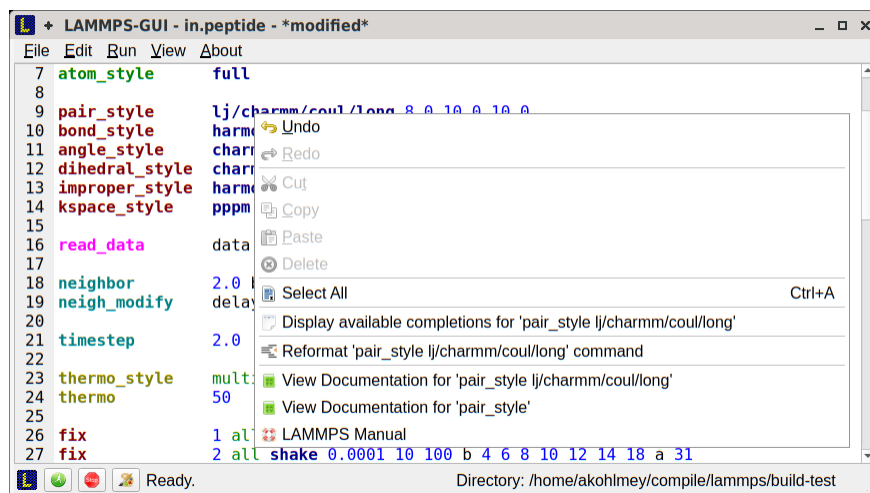 LAMMPS-GUI - in.peptide - *modified*
File Edit Run View About
7 atom_style full
8
9 pair_style lj/charmm/coul/long 8.0 10.0 10.0
10 bond_style
11 angle_style
12 dihedral_style
13 improper_style
14 kspace_style pppm
15
16 read_data data
17
18 neighbor 2.0
19 neigh_modify
20
21 timestep 2.0
22
23 thermo_style
24 thermo 50
25
26 fix 1 all
27 fix 2 all shake 0.0001 10 100 b 4 6 8 10 12 14 18 a 31
Undo
Redo
Cut
Copy
Paste
Delete
Select All Ctrl+A
Display available completions for 'pair_style lj/charmm/coul/long'
Reformat 'pair_style lj/charmm/coul/long' command
View Documentation for 'pair_style lj/charmm/coul/long'
View Documentation for 'pair_style'
LAMMPS Manual
Ready. Directory: /home/akohlmey/compile/lammps/build-test